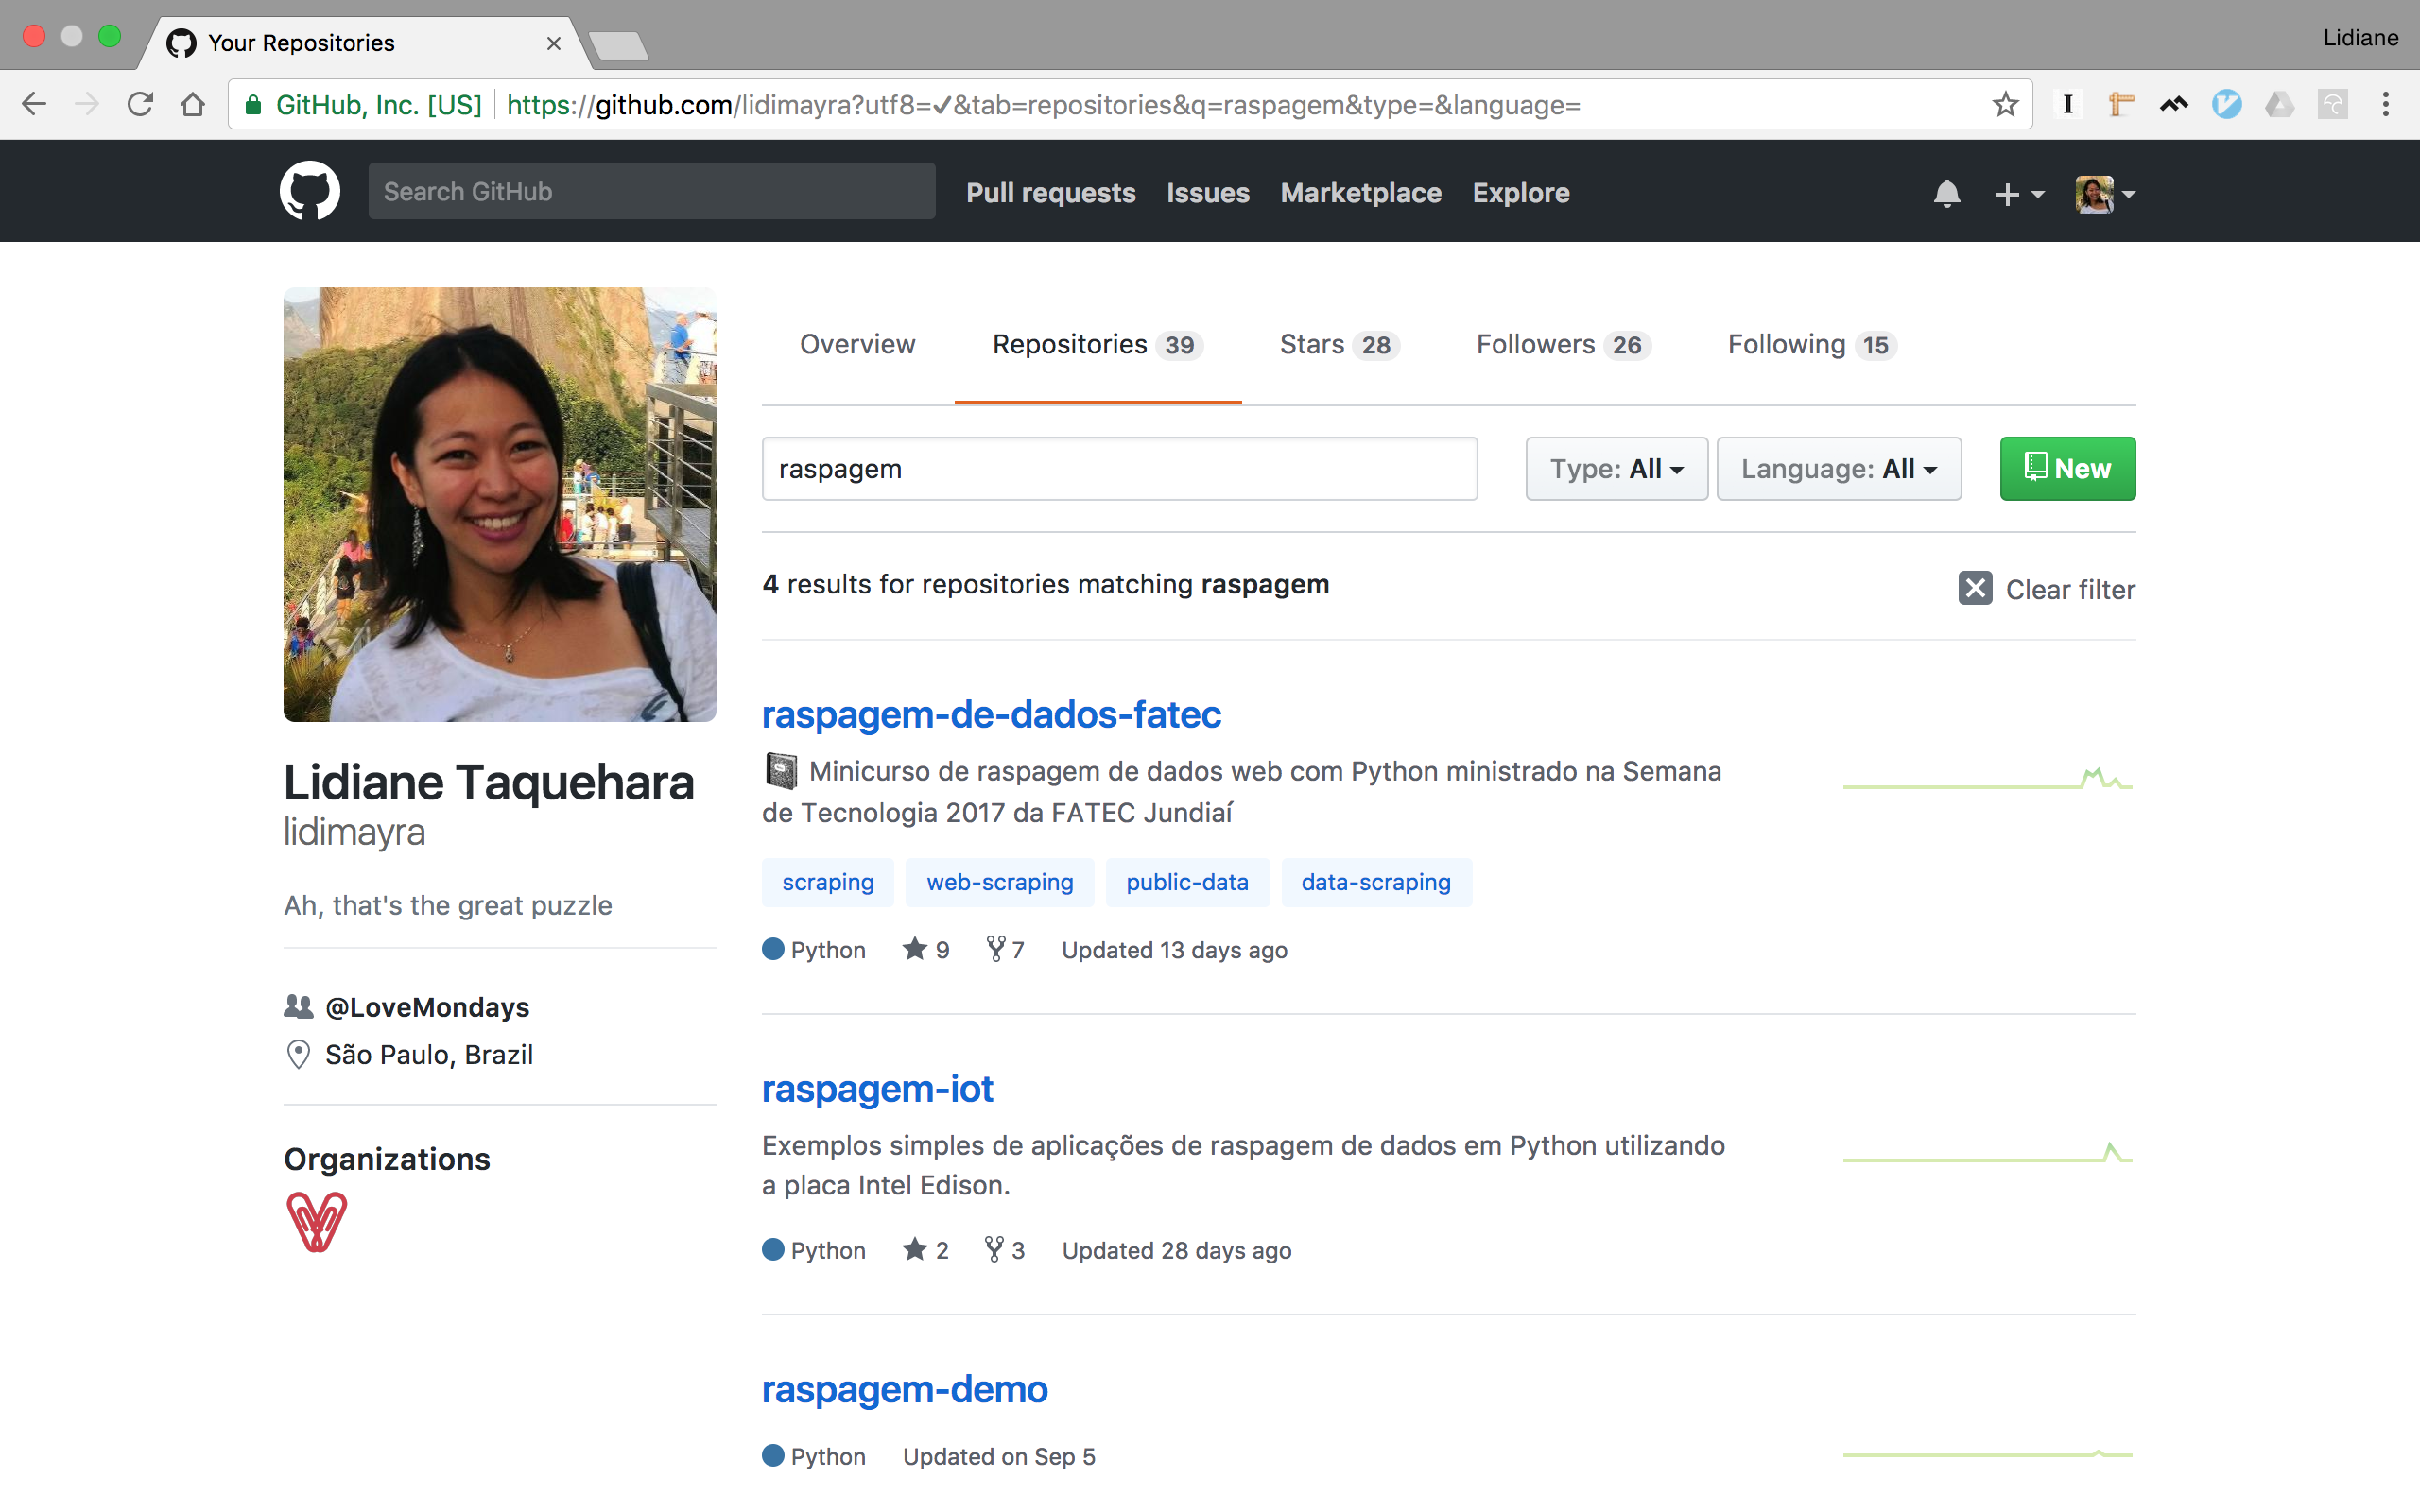 Your Repositories
Lidiane
GitHub, Inc. [US] https://github.com/lidimayra?utf8=✓&tab=repositories&q=raspagem&type=&language=
Search GitHub Pull requests Issues Marketplace Explore
Overview Repositories 39 Stars 28 Followers 26 Following 15
raspagem Type: All Language: All New
4 results for repositories matching raspagem Clear filter
raspagem-de-dados-fatec
Minicurso de raspagem de dados web com Python ministrado na Semana
de Tecnologia 2017 da FATEC Jundiaí
scraping web-scraping public-data data-scraping
Python 9 7 Updated 13 days ago
raspagem-iot
Exemplos simples de aplicações de raspagem de dados em Python utilizando
a placa Intel Edison.
Python 2 3 Updated 28 days ago
raspagem-demo
Python Updated on Sep 5
Lidiane Taquehara
lidimayra
Ah, that's the great puzzle
@LoveMondays
São Paulo, Brazil
Organizations